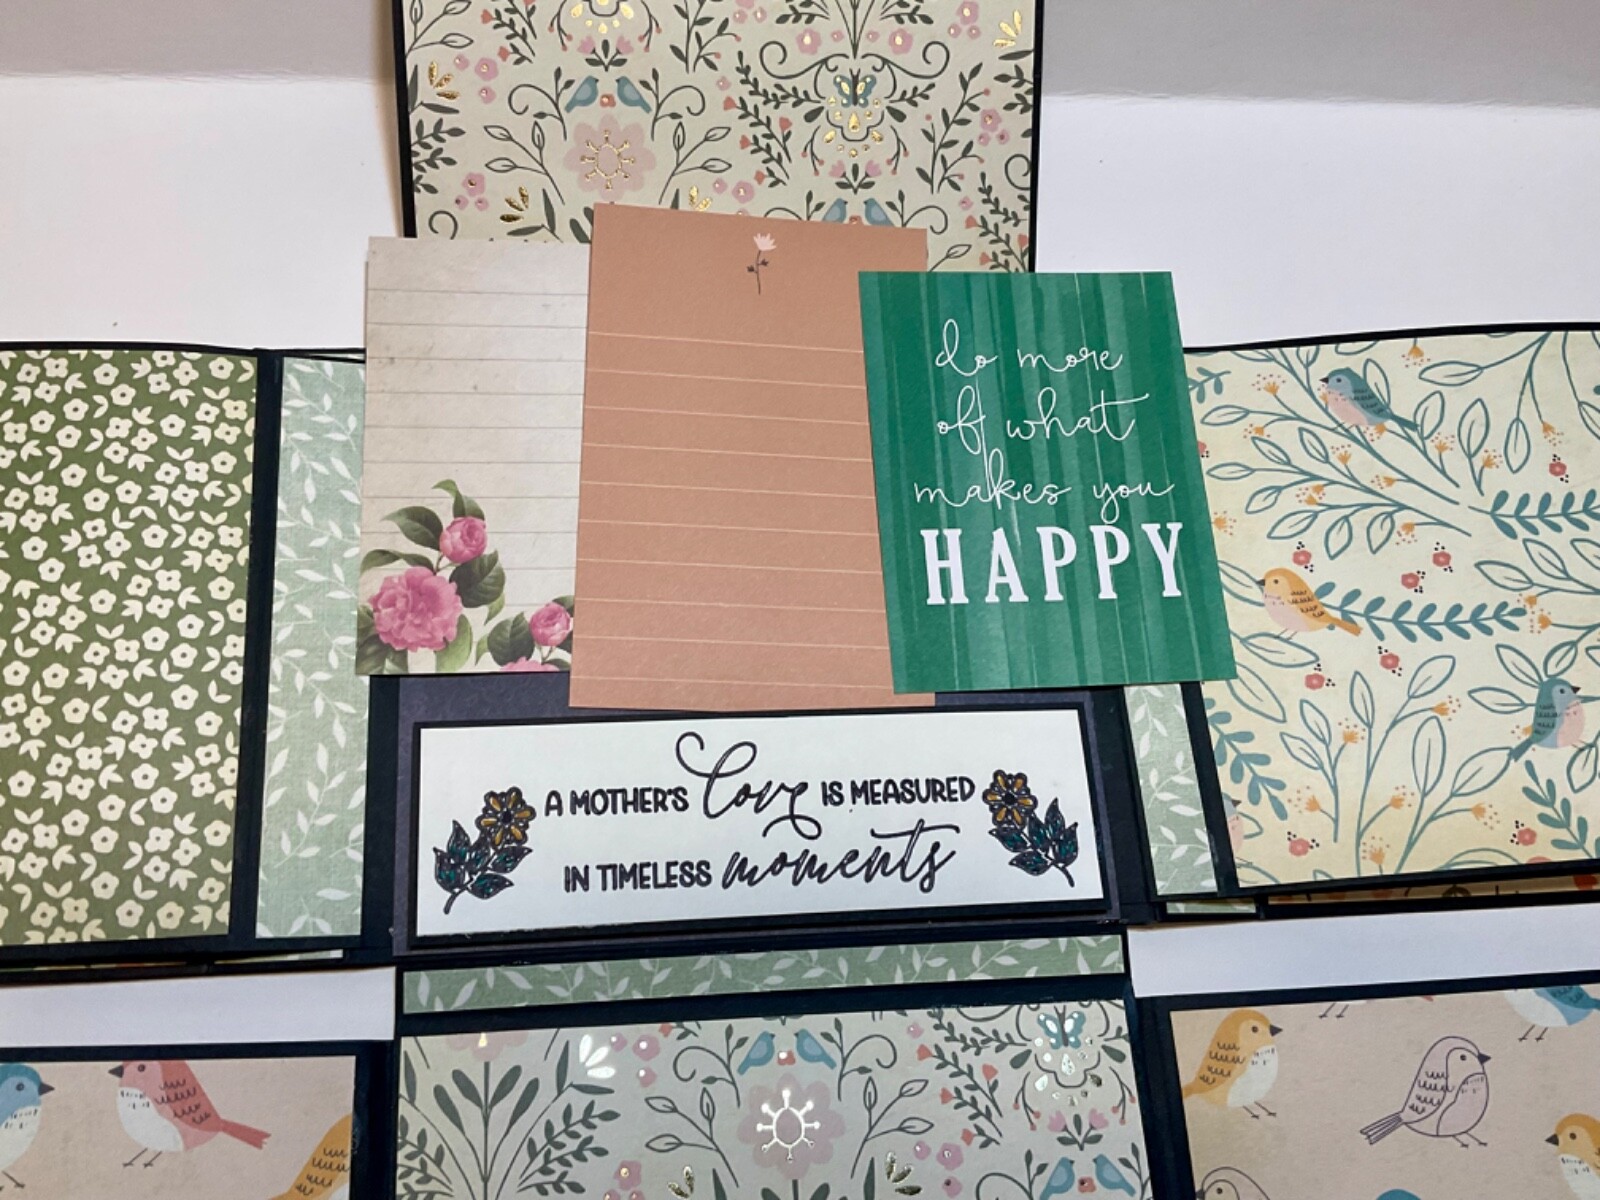 do more
of what
makes you
HAPPY
A MOTHER'S Love IS MEASURED
IN TIMELESS moments